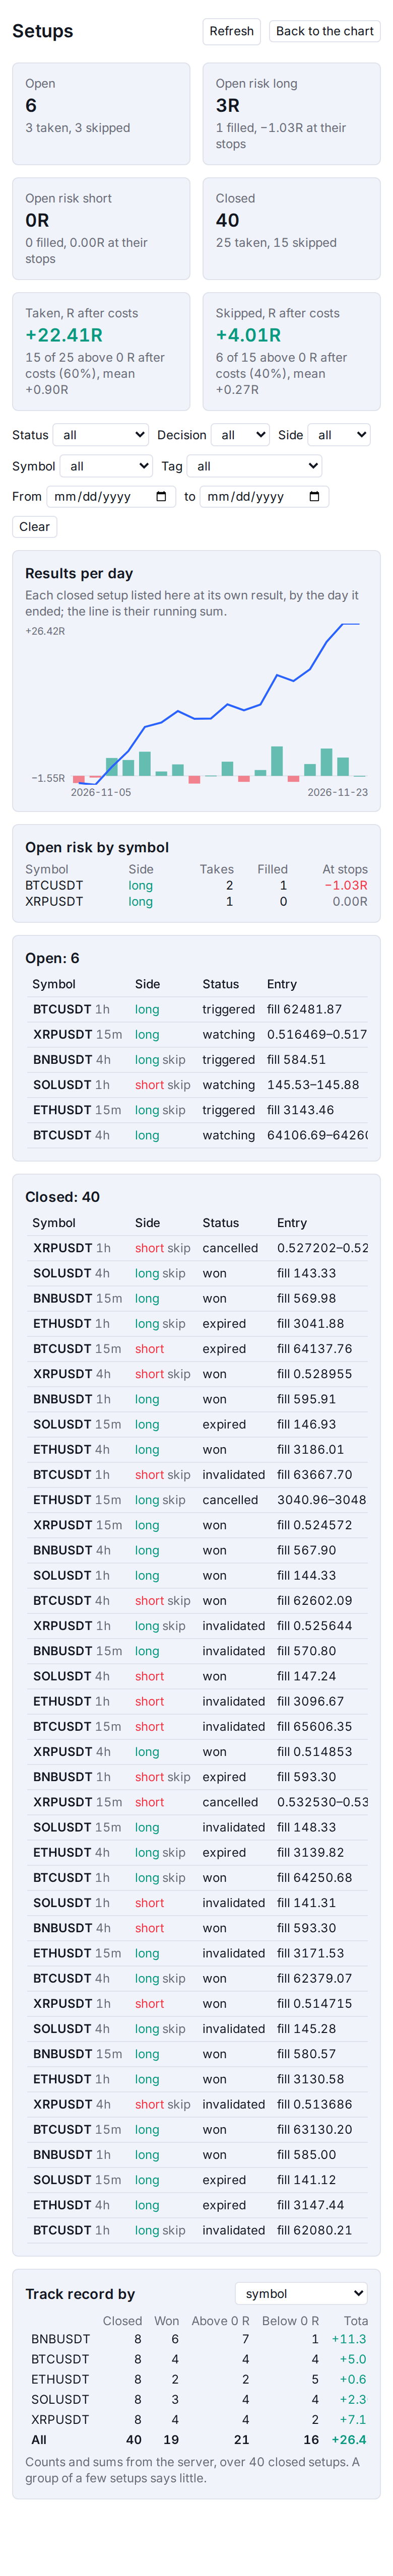 Setups
Refresh
Back to the chart
Open
6
3 taken, 3 skipped
Open risk long
3R
1 filled, −1.03R at their
stops
Open risk short
0R
0 filled, 0.00R at their
stops
Closed
40
25 taken, 15 skipped
Taken, R after costs
+22.41R
15 of 25 above 0 R after
costs (60%), mean
+0.90R
Skipped, R after costs
+4.01R
6 of 15 above 0 R after
costs (40%), mean
+0.27R
Status all Decision all Side all
Symbol all Tag all
From mm/dd/yyyy to mm/dd/yyyy
Clear
Results per day
Each closed setup listed here at its own result, by the day it
ended; the line is their running sum.
+26.42R
−1.55R
2026-11-05 2026-11-23
Open risk by symbol
Symbol Side Takes Filled At stops
BTCUSDT long 2 1 −1.03R
XRPUSDT long 1 0 0.00R
Open: 6
Symbol Side Status Entry
BTCUSDT 1h long triggered fill 62481.87
XRPUSDT 15m long watching 0.516469–0.517
BNBUSDT 4h long skip triggered fill 584.51
SOLUSDT 1h short skip watching 145.53–145.88
ETHUSDT 15m long skip triggered fill 3143.46
BTCUSDT 4h long watching 64106.69–64260
Closed: 40
Symbol Side Status Entry
XRPUSDT 1h short skip cancelled 0.527202–0.52
SOLUSDT 4h long skip won fill 143.33
BNBUSDT 15m long won fill 569.98
ETHUSDT 1h long skip expired fill 3041.88
BTCUSDT 15m short expired fill 64137.76
XRPUSDT 4h short skip won fill 0.528955
BNBUSDT 1h long won fill 595.91
SOLUSDT 15m long expired fill 146.93
ETHUSDT 4h long won fill 3186.01
BTCUSDT 1h short skip invalidated fill 63667.70
ETHUSDT 15m long skip cancelled 3040.96–3048
XRPUSDT 15m long won fill 0.524572
BNBUSDT 4h long won fill 567.90
SOLUSDT 1h long won fill 144.33
BTCUSDT 4h short skip won fill 62602.09
XRPUSDT 1h long skip invalidated fill 0.525644
BNBUSDT 15m long invalidated fill 570.80
SOLUSDT 4h short won fill 147.24
ETHUSDT 1h short invalidated fill 3096.67
BTCUSDT 15m short invalidated fill 65606.35
XRPUSDT 4h long won fill 0.514853
BNBUSDT 1h short skip expired fill 593.30
XRPUSDT 15m short cancelled 0.532530–0.53
SOLUSDT 15m long invalidated fill 148.33
ETHUSDT 4h long skip expired fill 3139.82
BTCUSDT 1h long skip won fill 64250.68
SOLUSDT 1h short invalidated fill 141.31
BNBUSDT 4h short won fill 593.30
ETHUSDT 15m long invalidated fill 3171.53
BTCUSDT 4h long skip won fill 62379.07
XRPUSDT 1h short won fill 0.514715
SOLUSDT 4h long skip invalidated fill 145.28
BNBUSDT 15m long won fill 580.57
ETHUSDT 1h long won fill 3130.58
XRPUSDT 4h short skip invalidated fill 0.513686
BTCUSDT 15m long won fill 63130.20
BNBUSDT 1h long won fill 585.00
SOLUSDT 15m long expired fill 141.12
ETHUSDT 4h long expired fill 3147.44
BTCUSDT 1h long skip invalidated fill 62080.21
Track record by symbol
Closed Won Above 0 R Below 0 R Tota
BNBUSDT 8 6 7 1 +11.3
BTCUSDT 8 4 4 4 +5.0
ETHUSDT 8 2 2 5 +0.6
SOLUSDT 8 3 4 4 +2.3
XRPUSDT 8 4 4 2 +7.1
All 40 19 21 16 +26.4
Counts and sums from the server, over 40 closed setups. A
group of a few setups says little.